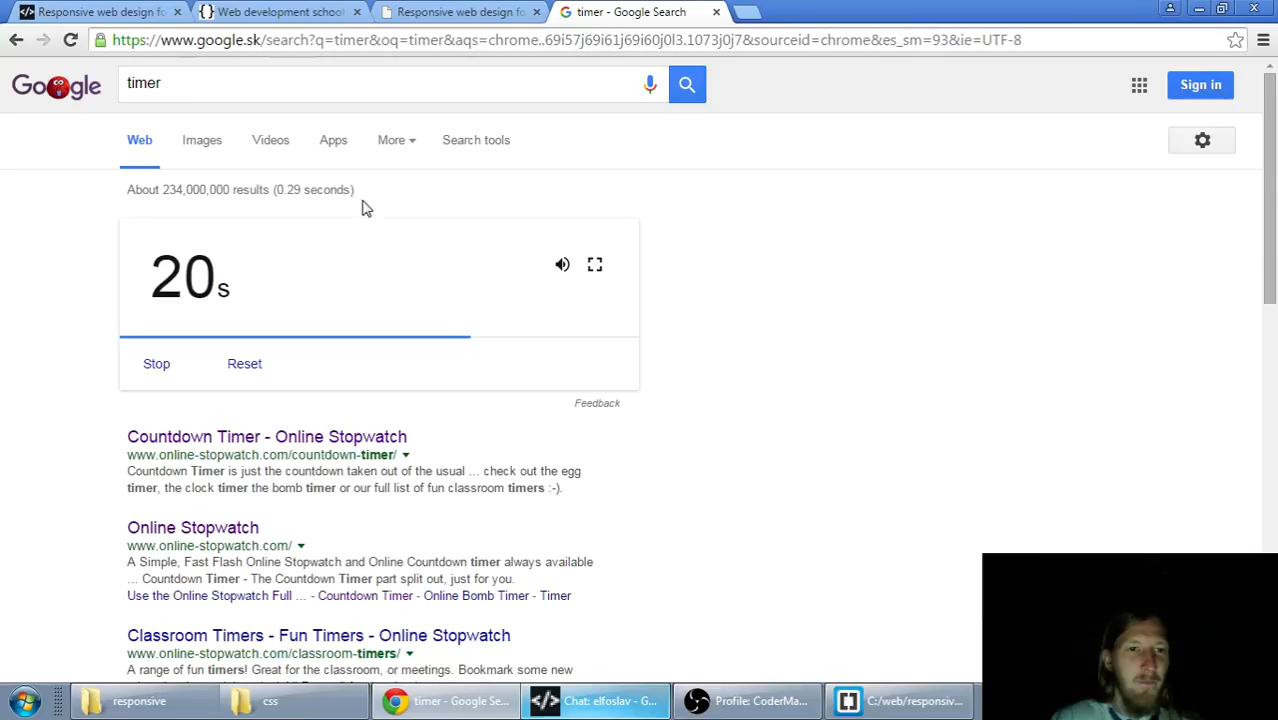 Responsive web design fo
Web development school
Responsive web design fo
timer - Google Search
https://www.google.sk/search?q=timer&oq=timer&aqs=chrome..69i57j69i61j69i60j0l3.1073j0j7&sourceid=chrome&es_sm=93&ie=UTF-8
Google
timer
Sign in
Web
Images
Videos
Apps
More
Search tools
About 234,000,000 results (0.29 seconds)
20s
Stop
Reset
Feedback
Countdown Timer - Online Stopwatch
www.online-stopwatch.com/countdown-timer/
Countdown Timer is just the countdown taken out of the usual ... check out the egg
timer, the clock timer the bomb timer or our full list of fun classroom timers :-).
Online Stopwatch
www.online-stopwatch.com/
A Simple, Fast Flash Online Stopwatch and Online Countdown timer always available
... Countdown Timer - The Countdown Timer part split out, just for you.
Use the Online Stopwatch Full ... - Countdown Timer - Online Bomb Timer - Timer
Classroom Timers - Fun Timers - Online Stopwatch
www.online-stopwatch.com/classroom-timers/
A range of fun timers! Great for the classroom, or meetings. Bookmark some new
responsive
css
timer - Google Se...
Chat: elfoslav - G...
Profile: CoderMa...
C:/web/responsiv...